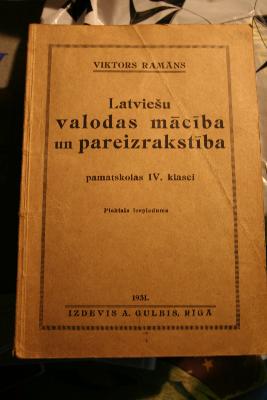 VIKTORS RAMĀNS
Latviešu
valodas mācība
un pareizrakstība
pamatskolas IV. klasei
Piektais iespiedums
1931.
IZDEVIS A. GULBIS, RĪGĀ